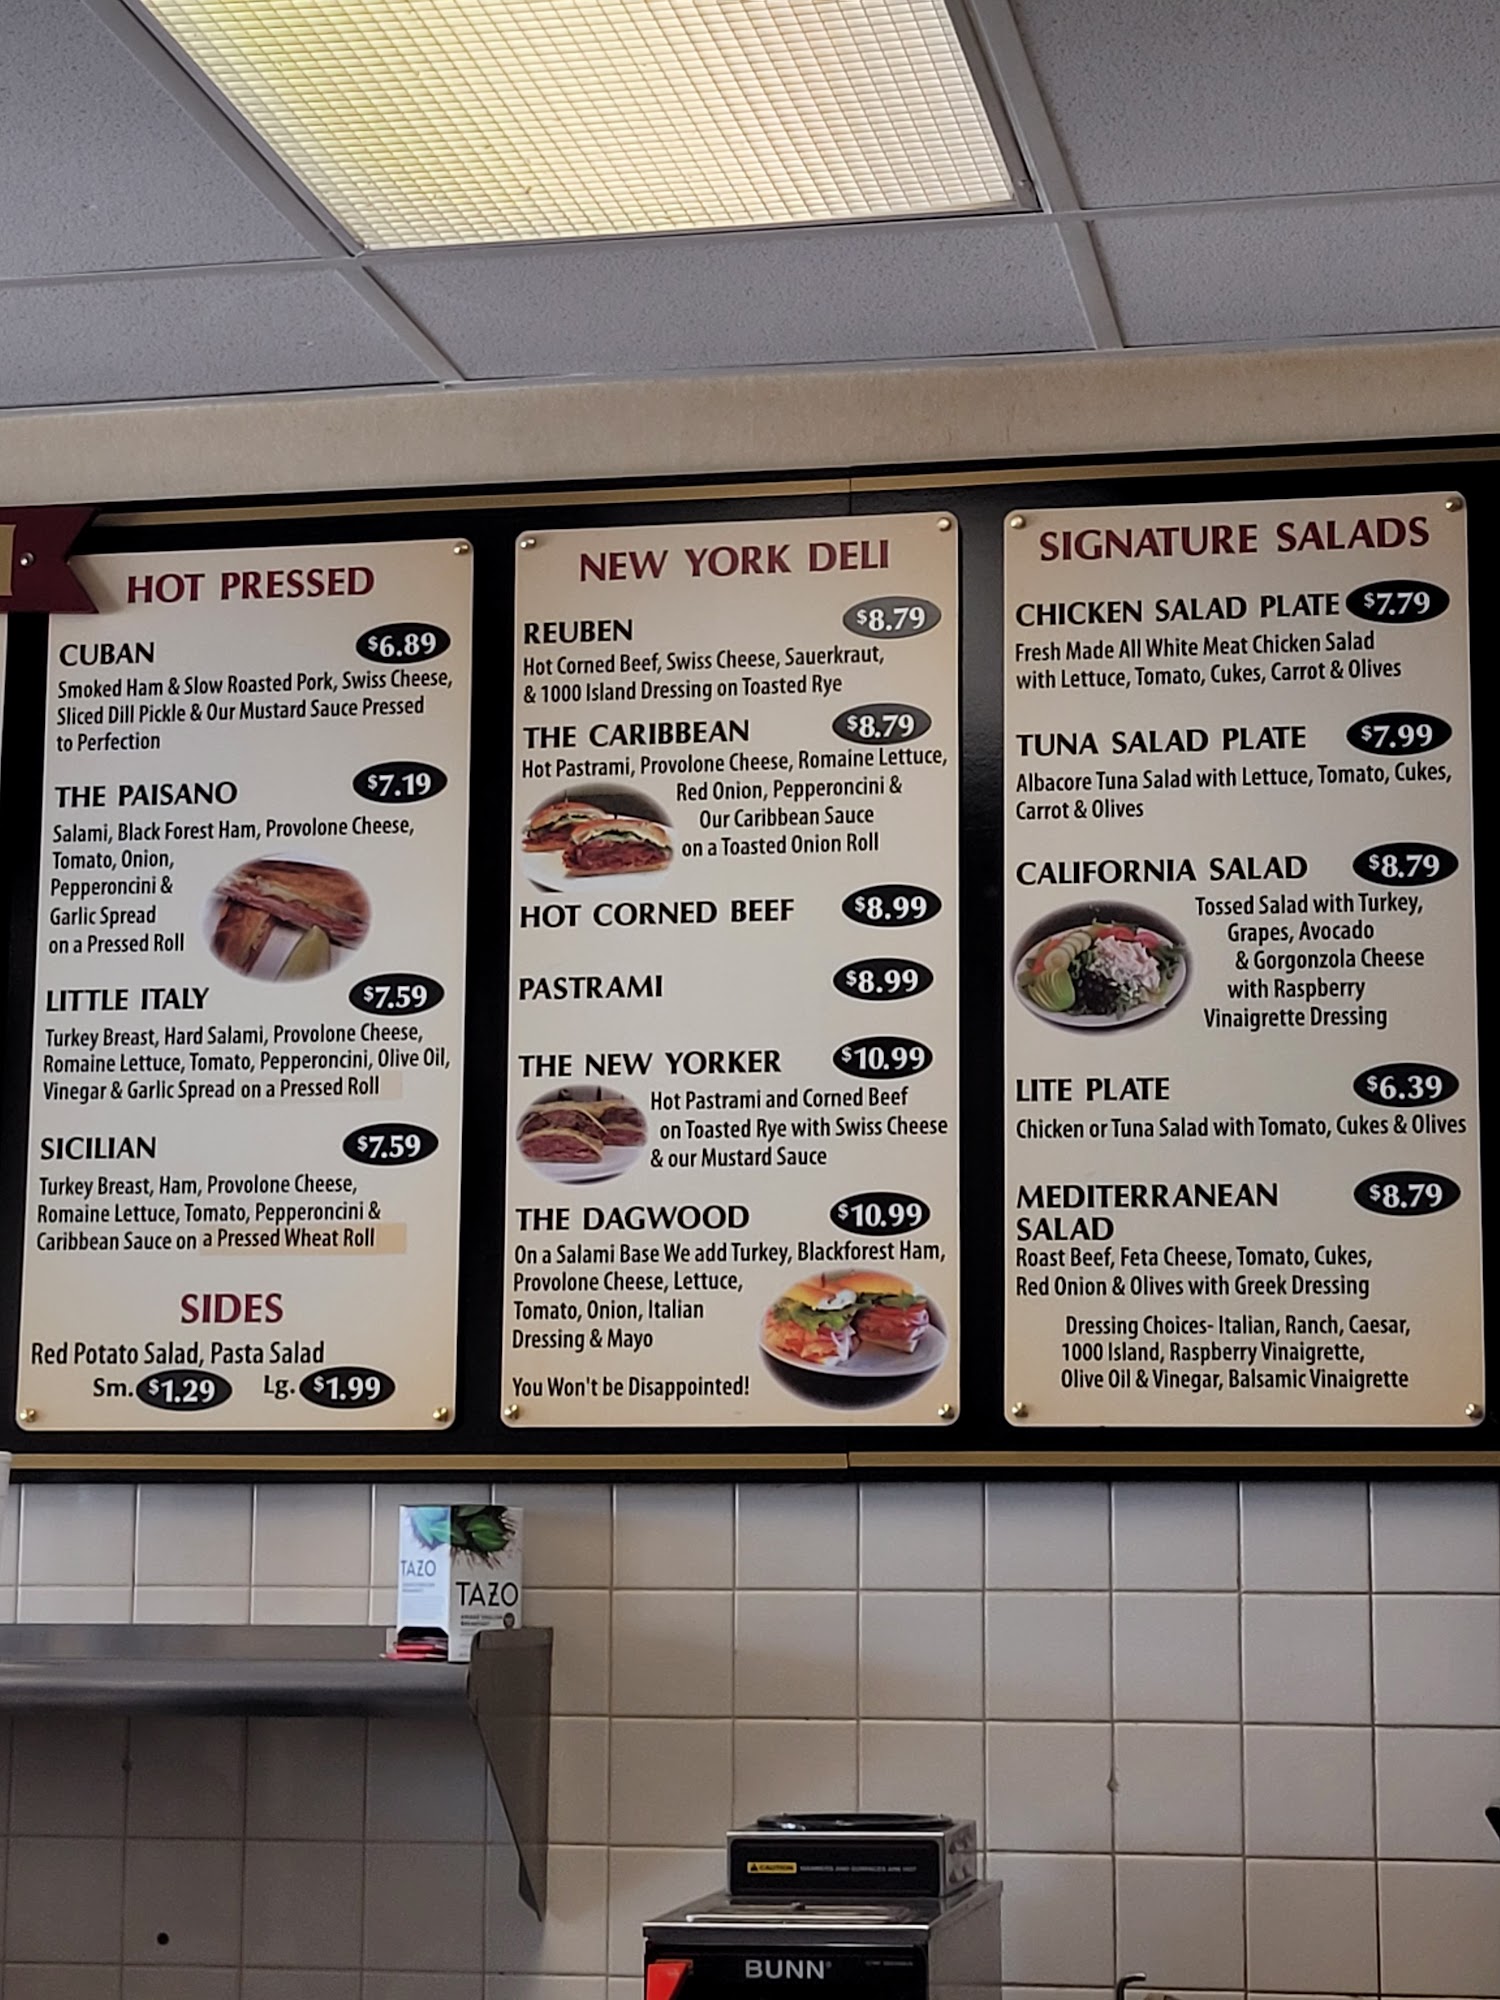 HOT PRESSED
CUBAN $6.89
Smoked Ham & Slow Roasted Pork, Swiss Cheese,
Sliced Dill Pickle & Our Mustard Sauce Pressed
to Perfection
THE PAISANO $7.19
Salami, Black Forest Ham, Provolone Cheese,
Tomato, Onion,
Pepperoncini &
Garlic Spread
on a Pressed Roll
LITTLE ITALY $7.59
Turkey Breast, Hard Salami, Provolone Cheese,
Romaine Lettuce, Tomato, Pepperoncini, Olive Oil,
Vinegar & Garlic Spread on a Pressed Roll
SICILIAN $7.59
Turkey Breast, Ham, Provolone Cheese,
Romaine Lettuce, Tomato, Pepperoncini &
Caribbean Sauce on a Pressed Wheat Roll
SIDES
Red Potato Salad, Pasta Salad
Sm. $1.29 Lg. $1.99
NEW YORK DELI
REUBEN $8.79
Hot Corned Beef, Swiss Cheese, Sauerkraut,
& 1000 Island Dressing on Toasted Rye
THE CARIBBEAN $8.79
Hot Pastrami, Provolone Cheese, Romaine Lettuce,
Red Onion, Pepperoncini &
Our Caribbean Sauce
on a Toasted Onion Roll
HOT CORNED BEEF $8.99
PASTRAMI $8.99
THE NEW YORKER $10.99
Hot Pastrami and Corned Beef
on Toasted Rye with Swiss Cheese
& our Mustard Sauce
THE DAGWOOD $10.99
On a Salami Base We add Turkey, Blackforest Ham,
Provolone Cheese, Lettuce,
Tomato, Onion, Italian
Dressing & Mayo
You Won't be Disappointed!
SIGNATURE SALADS
CHICKEN SALAD PLATE $7.79
Fresh Made All White Meat Chicken Salad
with Lettuce, Tomato, Cukes, Carrot & Olives
TUNA SALAD PLATE $7.99
Albacore Tuna Salad with Lettuce, Tomato, Cukes,
Carrot & Olives
CALIFORNIA SALAD $8.79
Tossed Salad with Turkey,
Grapes, Avocado
& Gorgonzola Cheese
with Raspberry
Vinaigrette Dressing
LITE PLATE $6.39
Chicken or Tuna Salad with Tomato, Cukes & Olives
MEDITERRANEAN $8.79
SALAD
Roast Beef, Feta Cheese, Tomato, Cukes,
Red Onion & Olives with Greek Dressing
Dressing Choices- Italian, Ranch, Caesar,
1000 Island, Raspberry Vinaigrette,
Olive Oil & Vinegar, Balsamic Vinaigrette
TAZO
TAZO
CAUTION
BUNN